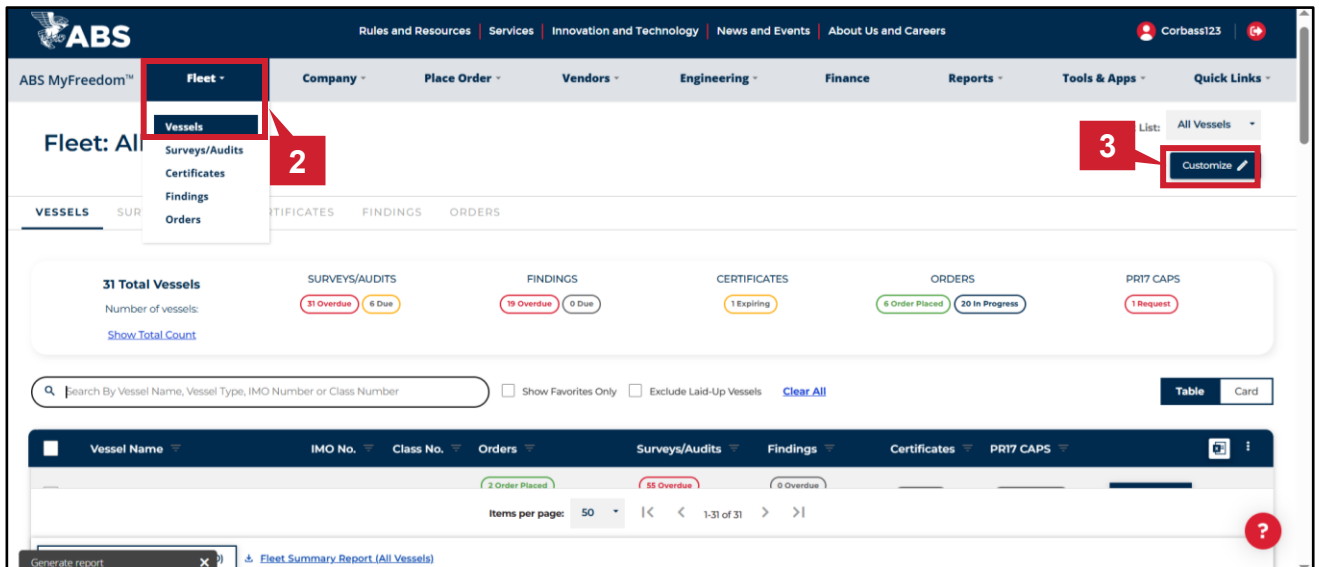 ABS
Rules and Resources | Services | Innovation and Technology | News and Events | About Us and Careers
Corbass123
ABS MyFreedom™ Fleet Company Place Order Vendors Engineering Finance Reports Tools & Apps Quick Links
Vessels
Surveys/Audits
Certificates
Findings
Orders
2
Fleet: Al
List: All Vessels
3
Customize
VESSELS SUR RTIFICATES FINDINGS ORDERS
31 Total Vessels
Number of vessels:
Show Total Count
SURVEYS/AUDITS
31 Overdue 6 Due
FINDINGS
19 Overdue 0 Due
CERTIFICATES
1 Expiring
ORDERS
6 Order Placed 20 In Progress
PR17 CAPS
1 Request
Search By Vessel Name, Vessel Type, IMO Number or Class Number
Show Favorites Only Exclude Laid-Up Vessels Clear All
Table Card
Vessel Name IMO No. Class No. Orders Surveys/Audits Findings Certificates PR17 CAPS
2 Order Placed 55 Overdue 0 Overdue
Items per page: 50 1-31 of 31
?
Generate report X
Fleet Summary Report (All Vessels)